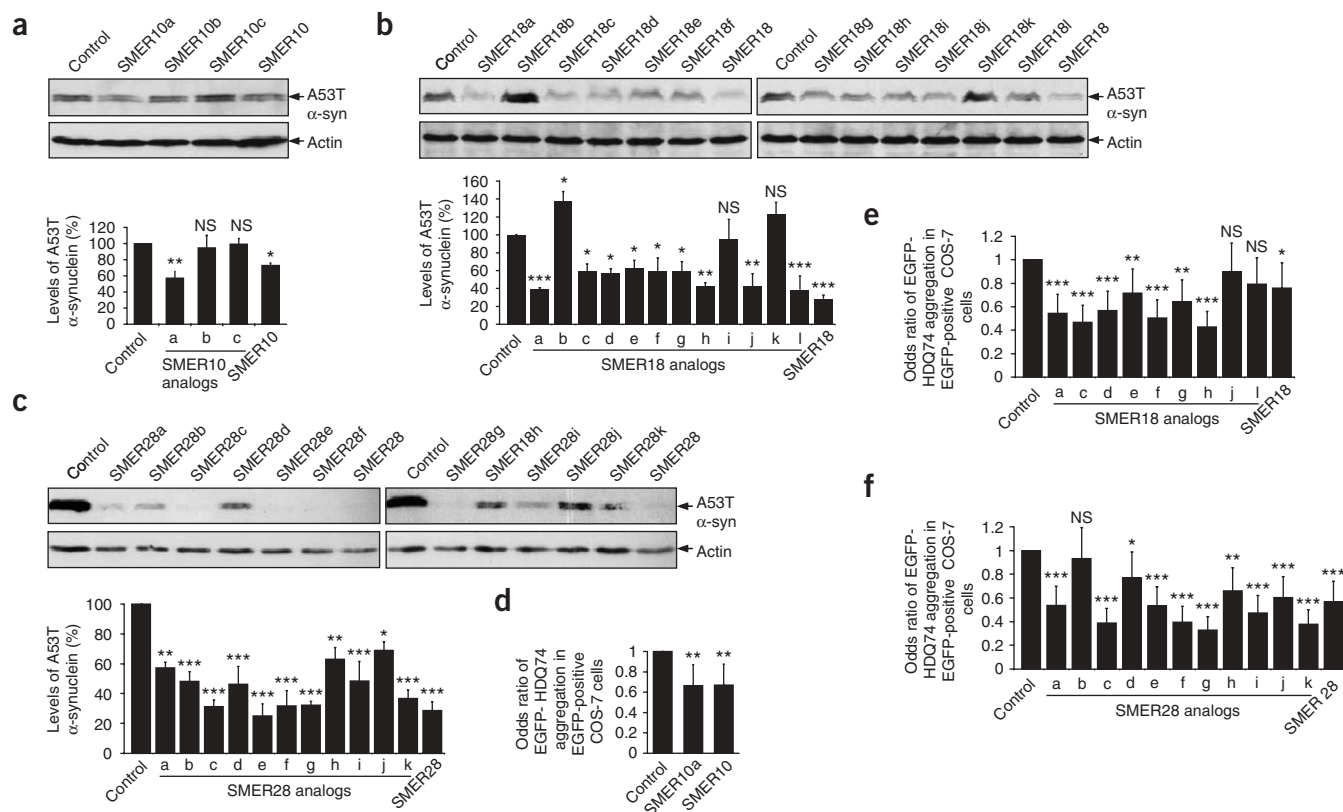 a
Control
SMER10a
SMER10b
SMER10c
SMER10
A53T
α-syn
Actin
Levels of A53T
α-synuclein (%)
120
100
80
60
40
20
0
**
NS
NS
*
Control
a
b
c
SMER10
SMER10
analogs
b
Control
SMER18a
SMER18b
SMER18c
SMER18d
SMER18e
SMER18f
SMER18
Control
SMER18g
SMER18h
SMER18i
SMER18j
SMER18k
SMER18l
SMER18
A53T
α-syn
Actin
Levels of A53T
α-synuclein (%)
160
140
120
100
80
60
40
20
0
***
*
*
*
*
*
*
**
NS
**
NS
***
***
Control
a
b
c
d
e
f
g
h
i
j
k
l
SMER18
SMER18 analogs
c
Control
SMER28a
SMER28b
SMER28c
SMER28d
SMER28e
SMER28f
SMER28
Control
SMER28g
SMER18h
SMER28i
SMER28j
SMER28k
SMER28
A53T
α-syn
Actin
Levels of A53T
α-synuclein (%)
100
80
60
40
20
0
**
***
***
***
***
***
***
**
***
*
***
***
Control
a
b
c
d
e
f
g
h
i
j
k
SMER28
SMER28 analogs
d
Odds ratio of
EGFP- HDQ74
aggregation in
EGFP-positive
COS-7 cells
1
0.8
0.6
0.4
0.2
0
**
**
Control
SMER10a
SMER10
e
Odds ratio of EGFP-
HDQ74 aggregation in
EGFP-positive COS-7
cells
1.2
1
0.8
0.6
0.4
0.2
0
***
***
***
**
***
**
***
NS
NS
*
Control
a
c
d
e
f
g
h
j
l
SMER18
SMER18 analogs
f
Odds ratio of EGFP-
HDQ74 aggregation in
EGFP-positive COS-7
cells
1.2
1
0.8
0.6
0.4
0.2
0
***
NS
***
*
***
***
***
**
***
***
***
***
Control
a
b
c
d
e
f
g
h
i
j
k
SMER 28
SMER28 analogs